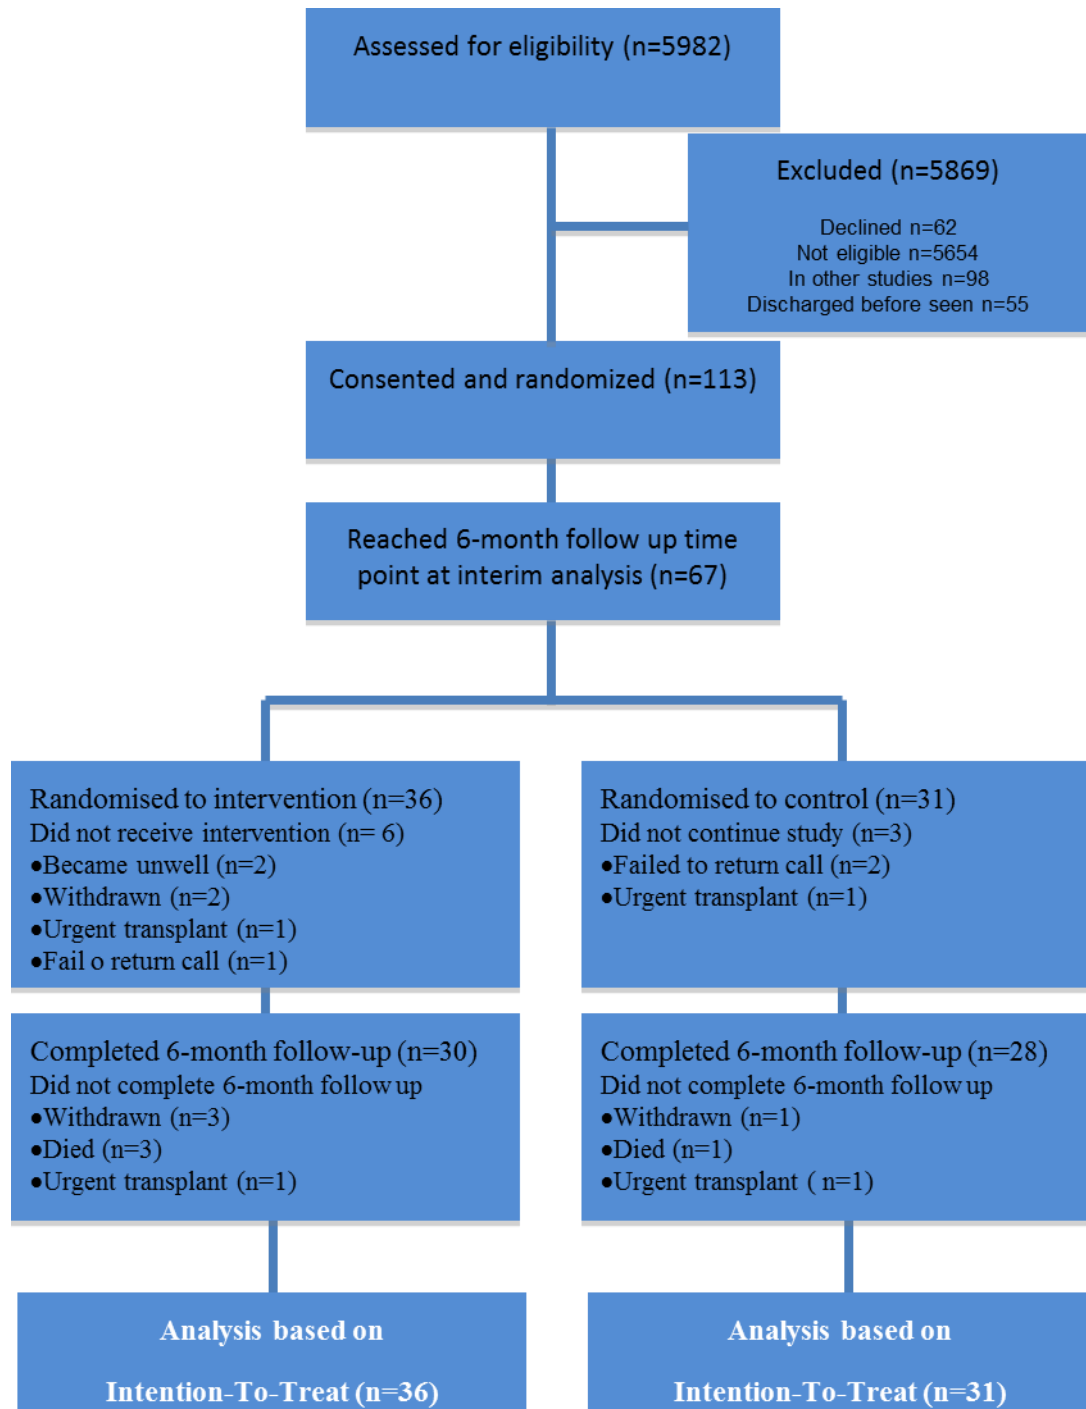 Assessed for eligibility (n=5982)
Excluded (n=5869)
Declined n=62
Not eligible n=5654
In other studies n=98
Discharged before seen n=55
Consented and randomized (n=113)
Reached 6-month follow up time
point at interim analysis (n=67)
Randomised to intervention (n=36)
Did not receive intervention (n= 6)
•Became unwell (n=2)
•Withdrawn (n=2)
•Urgent transplant (n=1)
•Fail o return call (n=1)
Randomised to control (n=31)
Did not continue study (n=3)
•Failed to return call (n=2)
•Urgent transplant (n=1)
Completed 6-month follow-up (n=30)
Did not complete 6-month follow up
•Withdrawn (n=3)
•Died (n=3)
•Urgent transplant (n=1)
Completed 6-month follow-up (n=28)
Did not complete 6-month follow up
•Withdrawn (n=1)
•Died (n=1)
•Urgent transplant ( n=1)
Analysis based on
Intention-To-Treat (n=36)
Analysis based on
Intention-To-Treat (n=31)